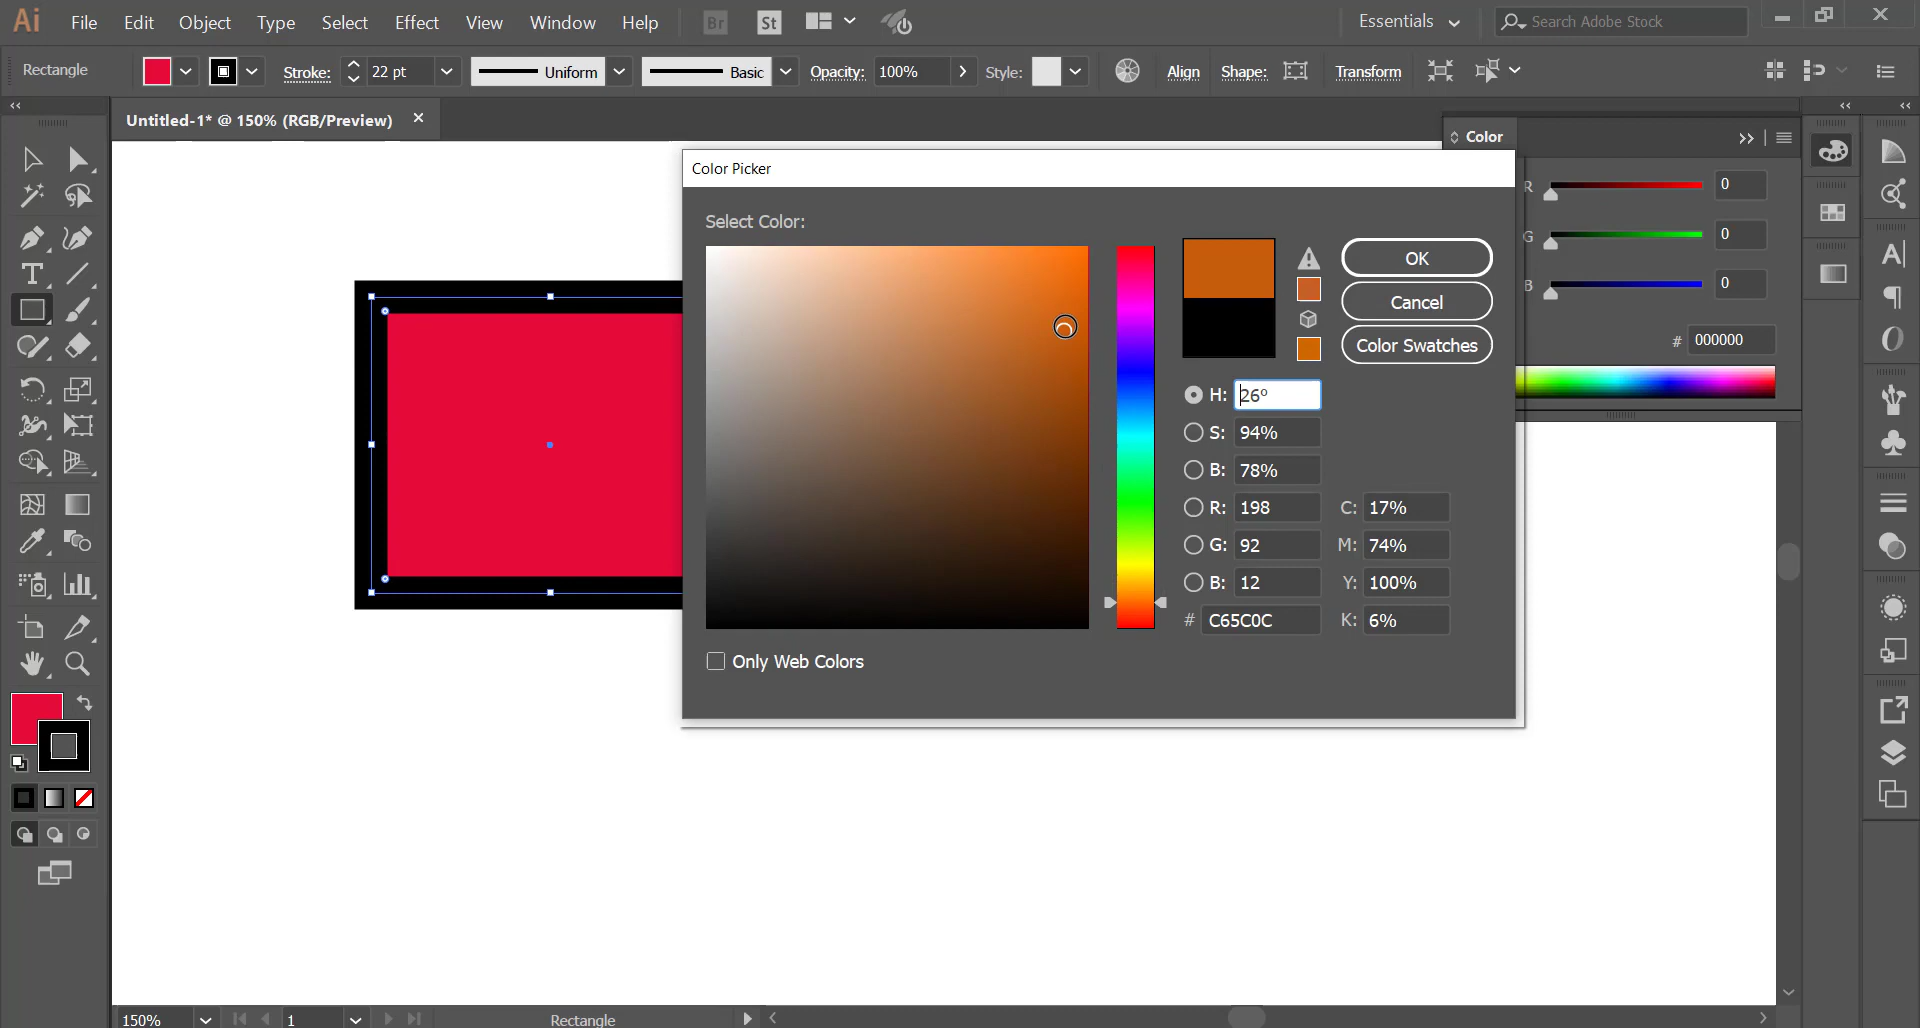 Ai File Edit Object Type Select Effect View Window Help Br St Essentials Search Adobe Stock
Rectangle Stroke: 22 pt Uniform Basic Opacity: 100% Style: Align Shape: Transform
Untitled-1* @ 150% (RGB/Preview)
Color
Color Picker
R 0
G 0
B 0
# 000000
Select Color:
OK
Cancel
Color Swatches
H: 26°
S: 94%
B: 78%
R: 198 C: 17%
G: 92 M: 74%
B: 12 Y: 100%
# C65C0C K: 6%
Only Web Colors
150% 1 Rectangle